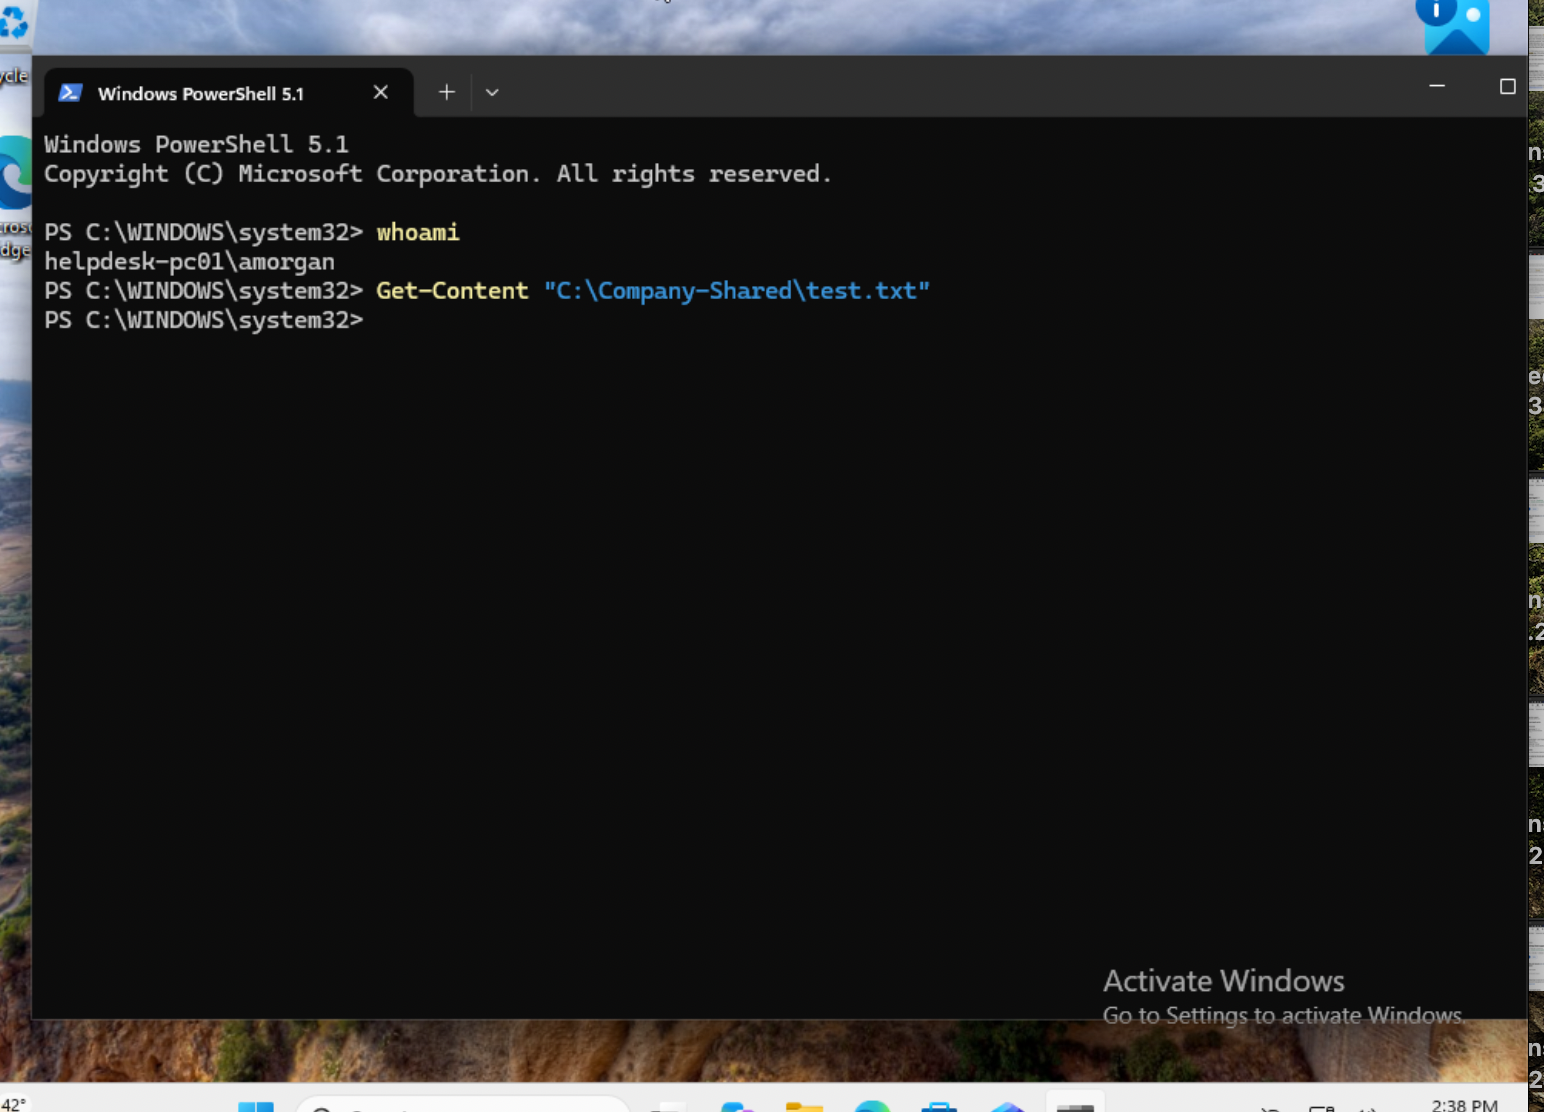 Windows PowerShell 5.1
Windows PowerShell 5.1
Copyright (C) Microsoft Corporation. All rights reserved.
PS C:\WINDOWS\system32> whoami
helpdesk-pc01\amorgan
PS C:\WINDOWS\system32> Get-Content "C:\Company-Shared\test.txt"
PS C:\WINDOWS\system32>
Activate Windows
Go to Settings to activate Windows.
42°
2:38 PM